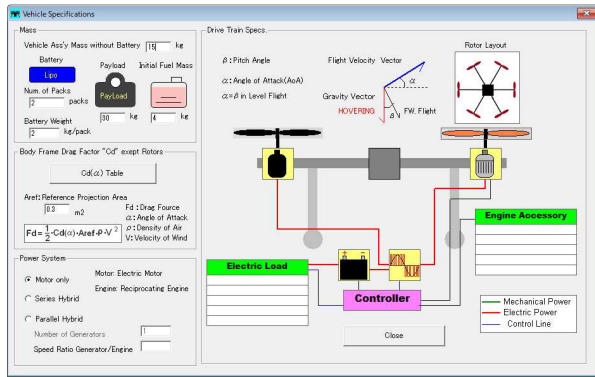 Vehicle Specifications
Mass
Vehicle Ass'y Mass without Battery 15 kg
Battery
Payload
Initial Fuel Mass
Lipo
PayLoad
Num. of Packs
2 packs
30 kg
4 kg
Battery Weight
2 kg/pack
Body Frame Drag Factor "Cd" exept Rotors
Cd(α) Table
Aref: Reference Projection Area
0.3 m2
Fd : Drag Fource
α : Angle of Attack
ρ : Density of Air
V: Velocity of Wind
Fd = 1/2 · Cd(α) · Aref · ρ · V 2
Power System
Motor only
Motor: Electric Motor
Engine: Reciprocating Engine
Series Hybrid
Parallel Hybrid
Number of Generators 1
Speed Ratio Generator/Engine
Drive Train Specs.
β : Pitch Angle
Flight Velocity Vector
Rotor Layout
α : Angle of Attack(AoA)
α = β in Level Flight
α
Gravity Vector
HOVERING
β
FW. Flight
Electric Load
Engine Accessory
Controller
Mechanical Power
Electric Power
Control Line
Close